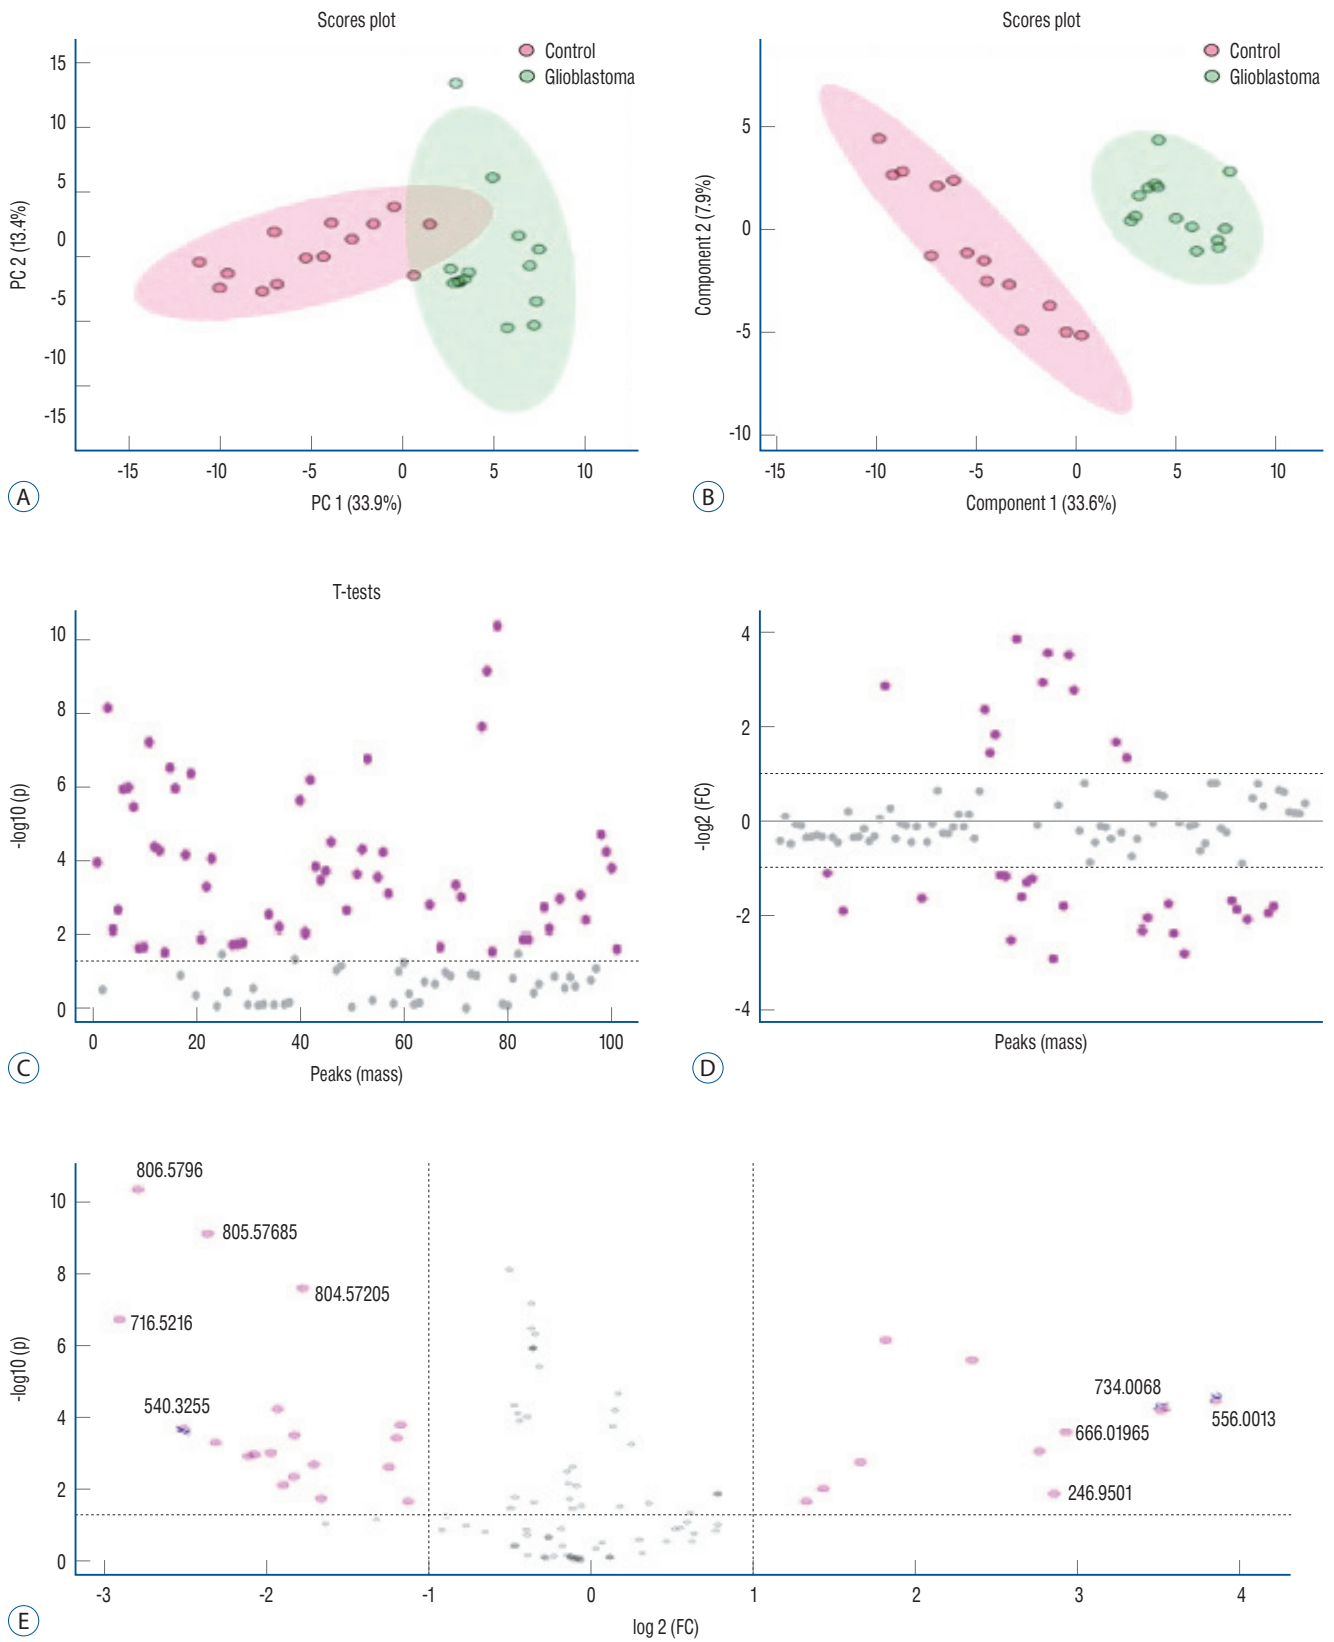 Scores plot
Control
Glioblastoma
15
10
5
0
-5
-10
-15
PC 2 (13.4%)
-15 -10 -5 0 5 10
PC 1 (33.9%)
A
Scores plot
Control
Glioblastoma
5
0
-5
-10
Component 2 (7.9%)
-15 -10 -5 0 5 10
Component 1 (33.6%)
B
T-tests
10
8
6
4
2
0
-log10 (p)
0 20 40 60 80 100
Peaks (mass)
C
4
2
0
-2
-4
-log2 (FC)
Peaks (mass)
D
806.5796
805.57685
804.57205
716.5216
540.3255
734.0068
556.0013
666.01965
246.9501
10
8
6
4
2
0
-log10 (p)
-3 -2 -1 0 1 2 3 4
log 2 (FC)
E